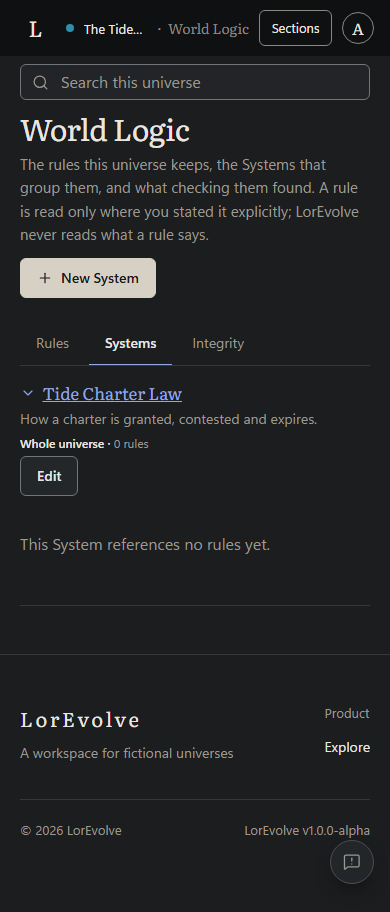 L
The Tide... · World Logic
Sections
A
Search this universe
World Logic
The rules this universe keeps, the Systems that
group them, and what checking them found. A rule
is read only where you stated it explicitly; LorEvolve
never reads what a rule says.
+ New System
Rules
Systems
Integrity
Tide Charter Law
How a charter is granted, contested and expires.
Whole universe · 0 rules
Edit
This System references no rules yet.
LorEvolve
A workspace for fictional universes
Product
Explore
© 2026 LorEvolve
LorEvolve v1.0.0-alpha